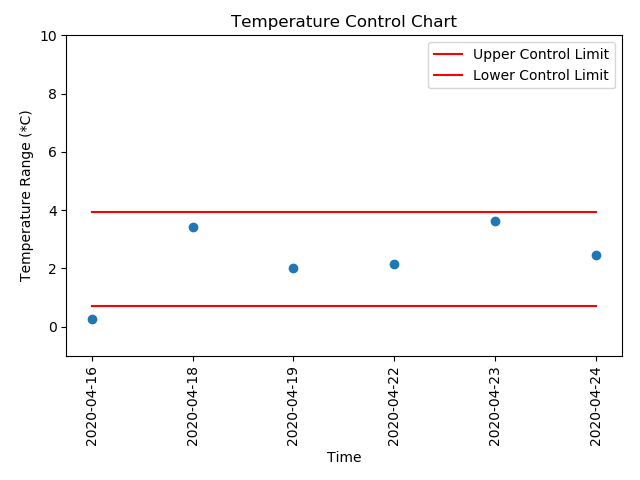 Temperature Control Chart
Upper Control Limit
Lower Control Limit
Temperature Range (*C)
10
8
6
4
2
0
2020-04-16
2020-04-18
2020-04-19
2020-04-22
2020-04-23
2020-04-24
Time